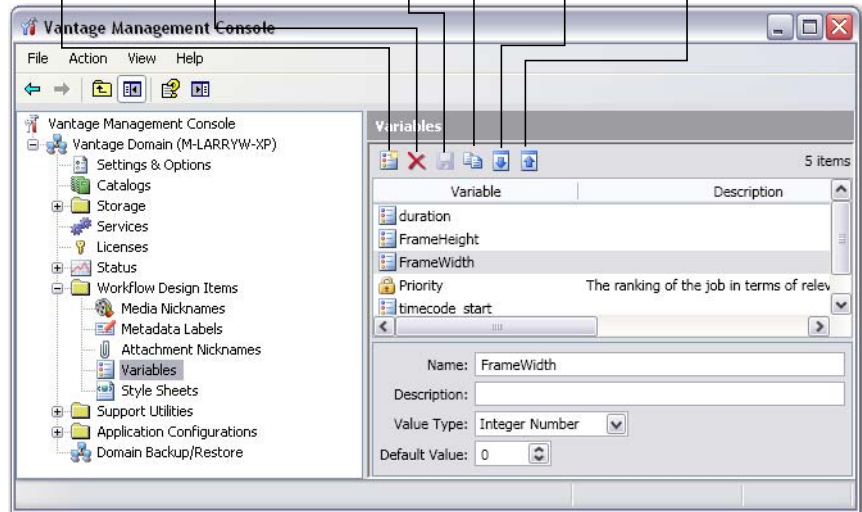 Vantage Management Console
File Action View Help
Vantage Management Console
Vantage Domain (M-LARRYW-XP)
Settings & Options
Catalogs
Storage
Services
Licenses
Status
Workflow Design Items
Media Nicknames
Metadata Labels
Attachment Nicknames
Variables
Style Sheets
Support Utilities
Application Configurations
Domain Backup/Restore
Variables
5 items
Variable Description
duration
FrameHeight
FrameWidth
Priority The ranking of the job in terms of relev
timecode_start
Name: FrameWidth
Description:
Value Type: Integer Number
Default Value: 0